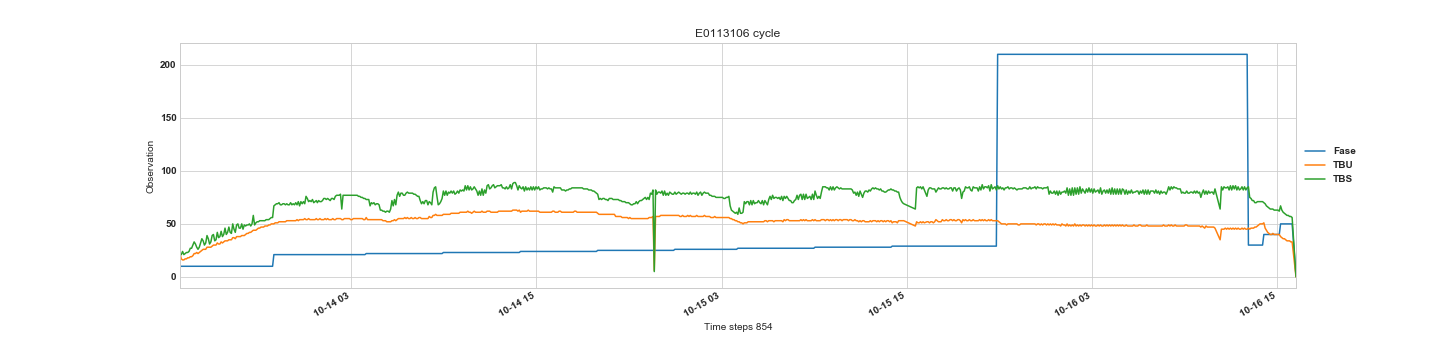 E0113106 cycle
Observation
200
150
100
50
0
10-14 03
10-14 15
10-15 03
10-15 15
10-16 03
10-16 15
Time steps 854
Fase
TBU
TBS